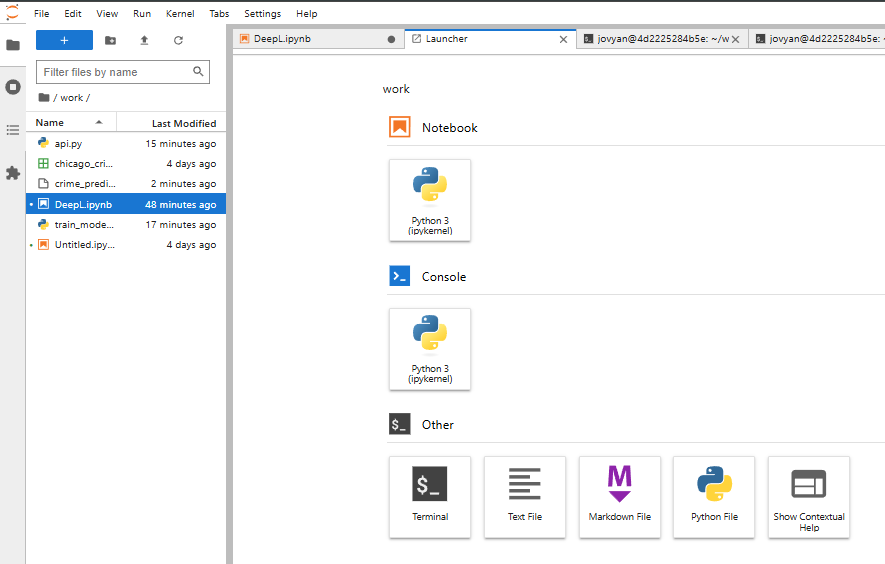 File Edit View Run Kernel Tabs Settings Help
+
DeepL.ipynb
Launcher
jovyan@4d2225284b5e: ~/w
jovyan@4d2225284b5e: ~
Filter files by name
/ work /
Name Last Modified
api.py 15 minutes ago
chicago_cri... 4 days ago
crime_predi... 2 minutes ago
DeepL.ipynb 48 minutes ago
train_mode... 17 minutes ago
Untitled.ipy... 4 days ago
work
Notebook
Python 3
(ipykernel)
Console
Python 3
(ipykernel)
$_ Other
$_
Terminal
Text File
M
Markdown File
Python File
Show Contextual
Help